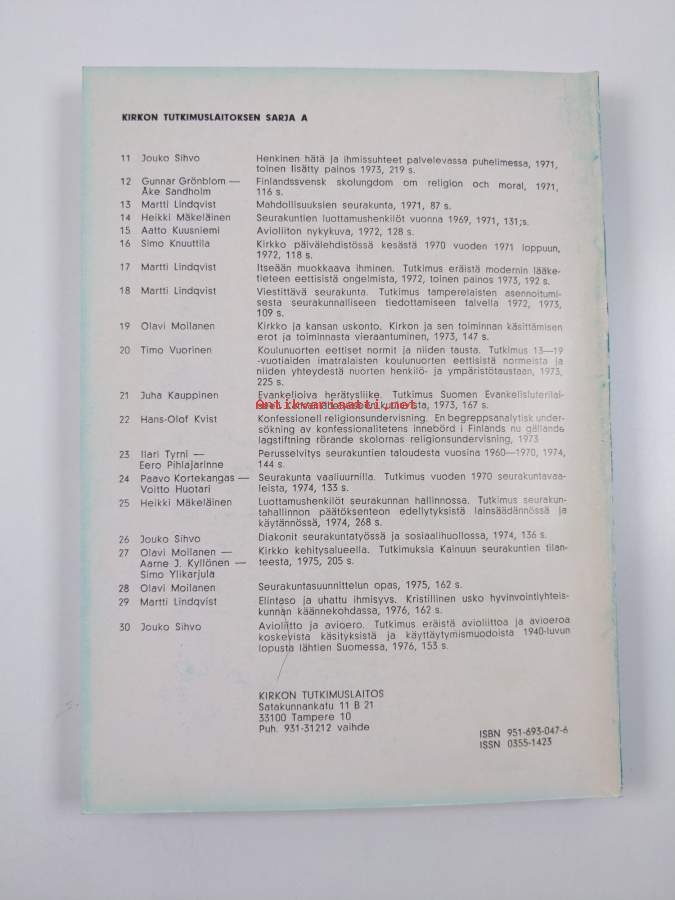 KIRKON TUTKIMUSLAITOKSEN SARJA A
11 Jouko Sihvo Henkinen hätä ja ihmissuhteet palvelevassa puhelimessa, 1971,
toinen lisätty painos 1973, 219 s.
12 Gunnar Grönblom — Finlandssvensk skolungdom om religion och moral, 1971,
Åke Sandholm 116 s.
13 Martti Lindqvist Mahdollisuuksien seurakunta, 1971, 87 s.
14 Heikki Mäkeläinen Seurakuntien luottamushenkilöt vuonna 1969, 1971, 131;s.
15 Aatto Kuusniemi Avioliiton nykykuva, 1972, 128 s.
16 Simo Knuuttila Kirkko päivälehdistössä kesästä 1970 vuoden 1971 loppuun,
1972, 118 s.
17 Martti Lindqvist Itseään muokkaava ihminen. Tutkimus eräistä modernin lääke-
tieteen eettisistä ongelmista, 1972, toinen painos 1973, 192 s.
18 Martti Lindqvist Viestittävä seurakunta. Tutkimus tamperelaisten asennoitumi-
sesta seurakunnalliseen tiedottamiseen talvella 1972, 1973,
109 s.
19 Olavi Moilanen Kirkko ja kansan uskonto. Kirkon ja sen toiminnan käsittämisen
erot ja toiminnasta vieraantuminen, 1973, 147 s.
20 Timo Vuorinen Koulunuorten eettiset normit ja niiden tausta. Tutkimus 13—19
-vuotiaiden imatralaisten koulunuorten eettisistä normeista ja
niiden yhteydestä nuorten henkilö- ja ympäristötaustaan, 1973,
225 s.
21 Juha Kauppinen Evankelioiva herätysliike. Tutkimus Suomen Evankelisluterilai-
Antikvariaatti.net
1973, 167 s.
22 Hans-Olof Kvist Konfessionell religionsundervisning. En begreppsanalytisk under-
sökning av konfessionalitetens innebörd i Finlands nu gällande
lagstiftning rörande skolornas religionsundervisning, 1973
23 Ilari Tyrni — Perusselvitys seurakuntien taloudesta vuosina 1960—1970, 1974,
Eero Pihlajarinne 144 s.
24 Paavo Kortekangas — Seurakunta vaaliuurnilla. Tutkimus vuoden 1970 seurakuntavaa-
Voitto Huotari leista, 1974, 133 s.
25 Heikki Mäkeläinen Luottamushenkilöt seurakunnan hallinnossa. Tutkimus seurakun-
tahallinnon päätöksenteon edellytyksistä lainsäädännössä ja
käytännössä, 1974, 268 s.
26 Jouko Sihvo Diakonit seurakuntatyössä ja sosiaalihuollossa, 1974, 136 s.
27 Olavi Moilanen — Kirkko kehitysalueella. Tutkimuksia Kainuun seurakuntien tilan-
Aarne J. Kyllönen — teesta, 1975, 205 s.
Simo Ylikarjula
28 Olavi Moilanen Seurakuntasuunnittelun opas, 1975, 162 s.
29 Martti Lindqvist Elintaso ja uhattu ihmisyys. Kristillinen usko hyvinvointiyhteis-
kunnan käännekohdassa, 1976, 162 s.
30 Jouko Sihvo Avioliitto ja avioero. Tutkimus eräistä avioliittoa ja avioeroa
koskevista käsityksistä ja käyttäytymismuodoista 1940-luvun
lopusta lähtien Suomessa, 1976, 153 s.
KIRKON TUTKIMUSLAITOS
Satakunnankatu 11 B 21
33100 Tampere 10
Puh. 931-31212 vaihde
ISBN 951-693-047-6
ISSN 0355-1423